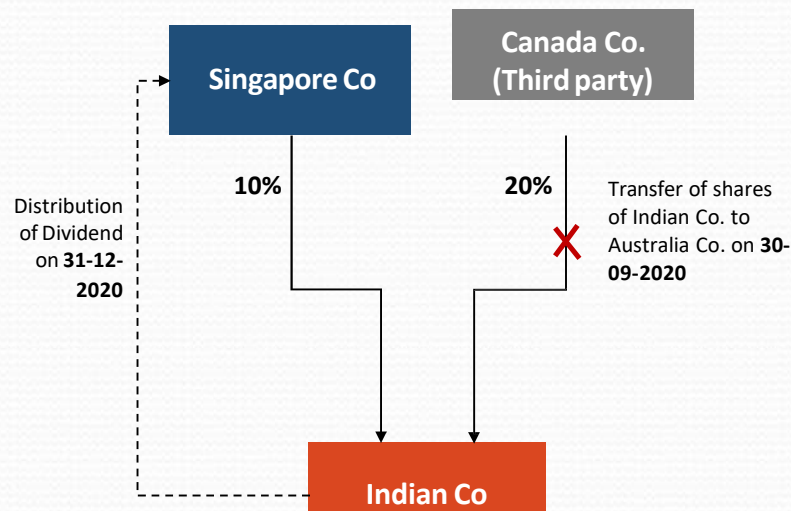 Singapore Co
Canada Co.
(Third party)
10%
20%
Distribution
of Dividend
on 31-12-
2020
Transfer of shares
of Indian Co. to
Australia Co. on 30-
09-2020
Indian Co